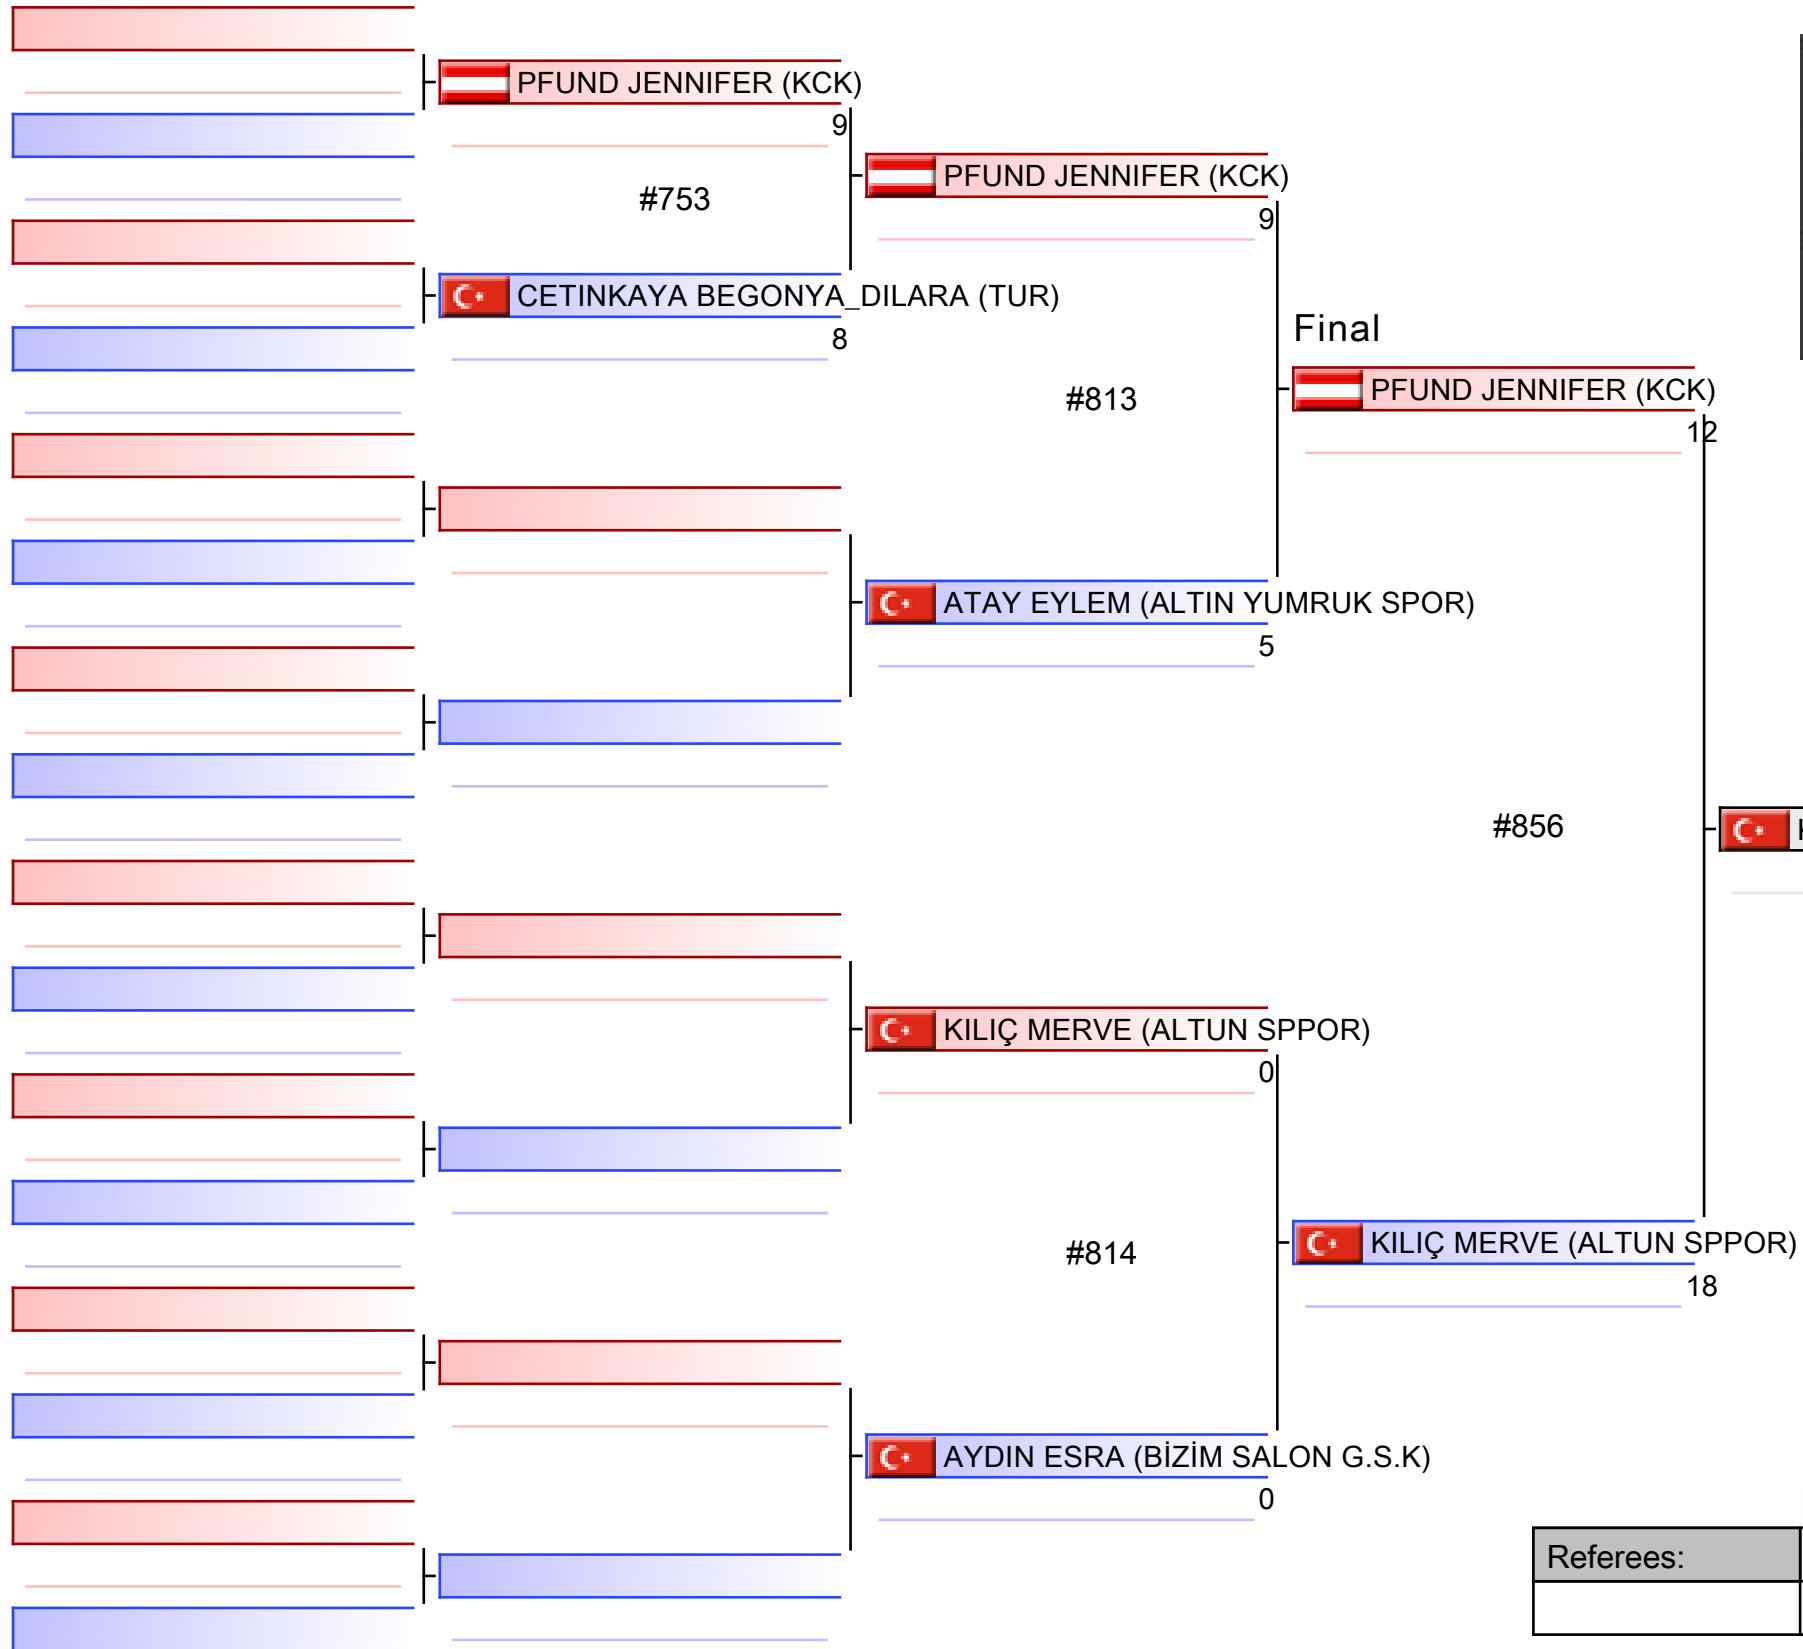 PFUND JENNIFER (KCK)
9
#753
CETINKAYA BEGONYA_DILARA (TUR)
8
PFUND JENNIFER (KCK)
9
#813
ATAY EYLEM (ALTIN YUMRUK SPOR)
5
KILIÇ MERVE (ALTUN SPPOR)
0
#814
AYDIN ESRA (BİZİM SALON G.S.K)
0
Final
PFUND JENNIFER (KCK)
12
#856
KILIÇ MERVE (ALTUN SPPOR)
18
Referees: